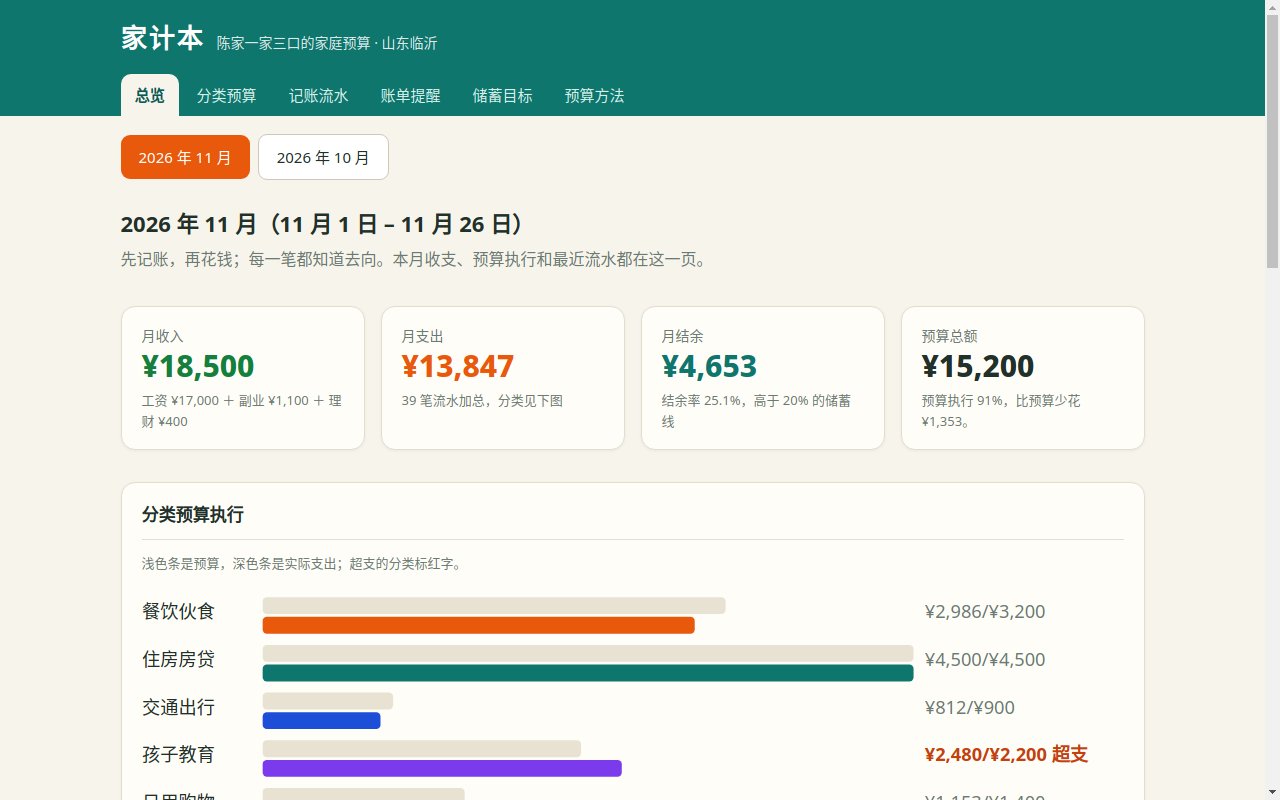 家计本 陈家一家三口的家庭预算 · 山东临沂
总览 分类预算 记账流水 账单提醒 储蓄目标 预算方法
2026 年 11 月 2026 年 10 月
2026 年 11 月（11 月 1 日 – 11 月 26 日）
先记账，再花钱；每一笔都知道去向。本月收支、预算执行和最近流水都在这一页。
月收入
¥18,500
工资 ¥17,000 ＋ 副业 ¥1,100 ＋ 理
财 ¥400
月支出
¥13,847
39 笔流水加总，分类见下图
月结余
¥4,653
结余率 25.1%，高于 20% 的储蓄
线
预算总额
¥15,200
预算执行 91%，比预算少花
¥1,353。
分类预算执行
浅色条是预算，深色条是实际支出；超支的分类标红字。
餐饮伙食 ¥2,986/¥3,200
住房房贷 ¥4,500/¥4,500
交通出行 ¥812/¥900
孩子教育 ¥2,480/¥2,200 超支